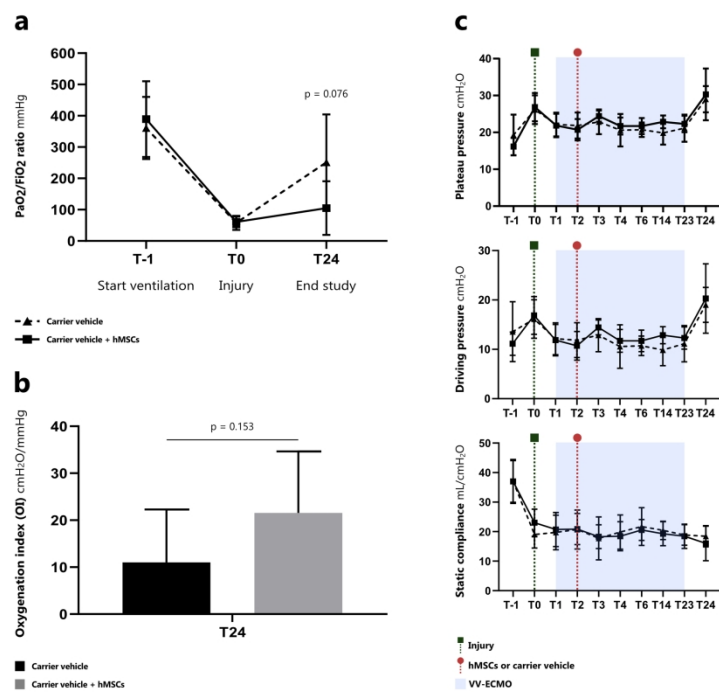 a
PaO2/FiO2 ratio mmHg
600
500
400
300
200
100
0
p = 0.076
T-1
T0
T24
Start ventilation
Injury
End study
Carrier vehicle
Carrier vehicle + hMSCs
b
Oxygenation index (OI) cmH2O/mmHg
40
30
20
10
0
p = 0.153
T24
Carrier vehicle
Carrier vehicle + hMSCs
c
Plateau pressure cmH2O
40
30
20
10
0
T-1 T0 T1 T2 T3 T4 T6 T14 T23 T24
Driving pressure cmH2O
30
20
10
0
T-1 T0 T1 T2 T3 T4 T6 T14 T23 T24
Static compliance mL/cmH2O
50
40
30
20
10
0
T-1 T0 T1 T2 T3 T4 T6 T14 T23 T24
Injury
hMSCs or carrier vehicle
VV-ECMO